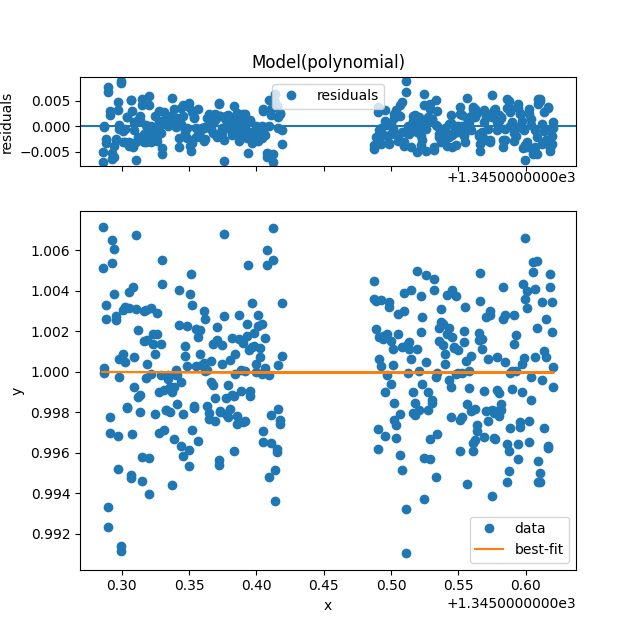 Model(polynomial)
residuals
0.005
0.000
−0.005
residuals
+1.3450000000e3
y
1.006
1.004
1.002
1.000
0.998
0.996
0.994
0.992
data
best-fit
0.30 0.35 0.40 0.45 0.50 0.55 0.60
x
+1.3450000000e3